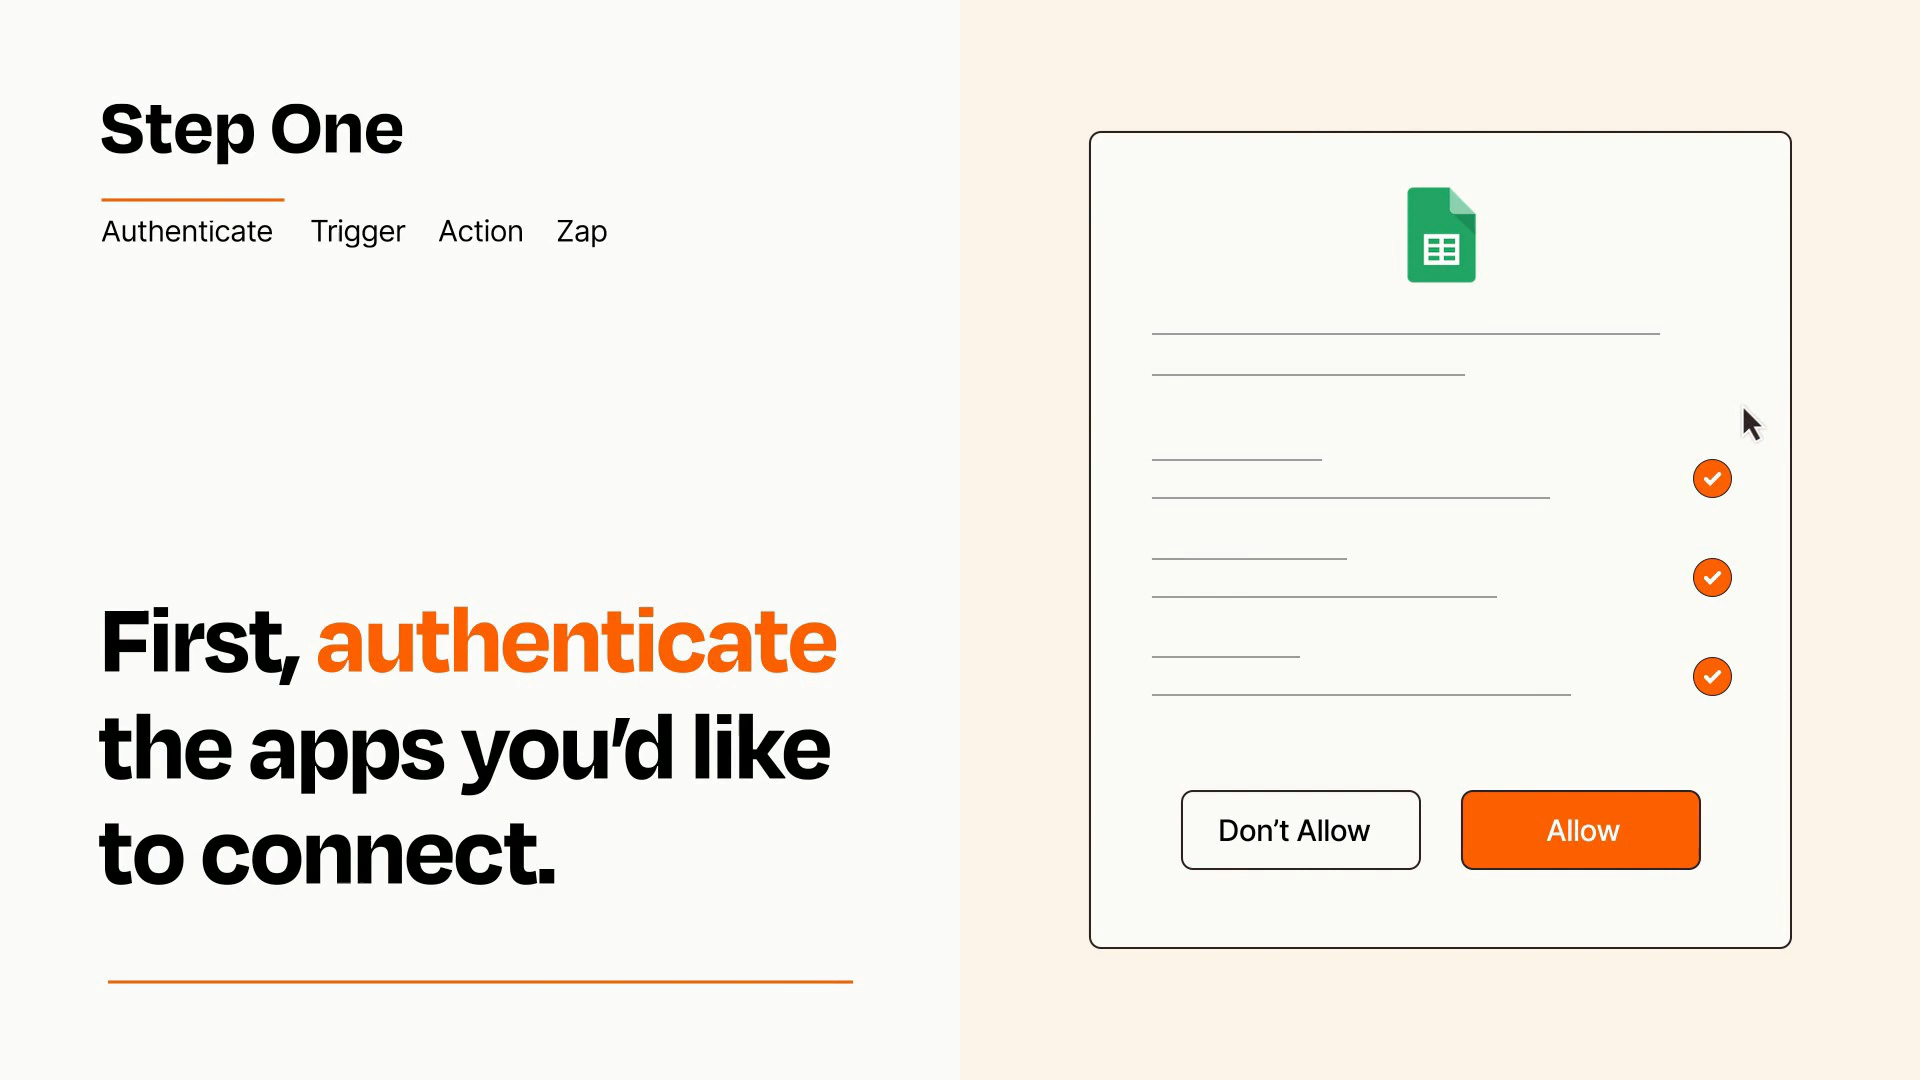 Step One
Authenticate Trigger Action Zap
First, authenticate
the apps you’d like
to connect.
Don’t Allow
Allow